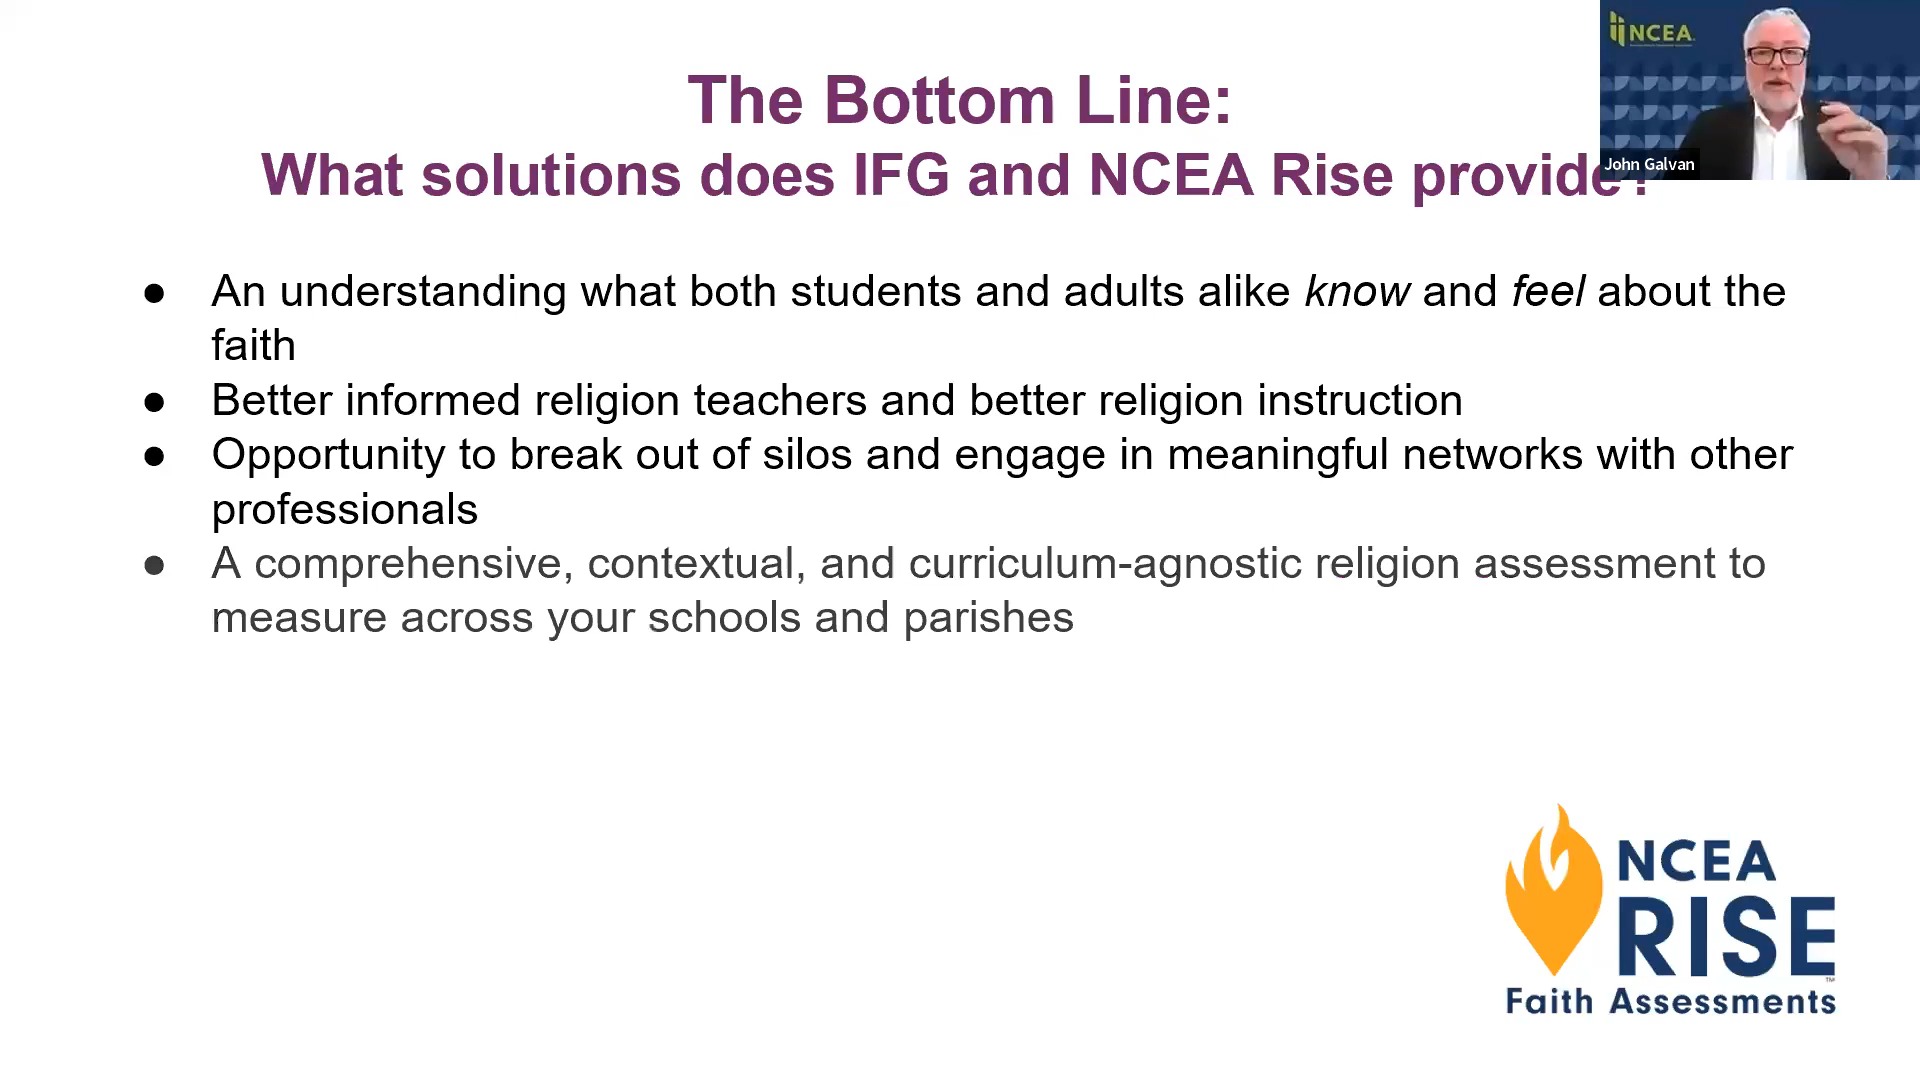 The Bottom Line:
What solutions does IFG and NCEA Rise provide?
● An understanding what both students and adults alike know and feel about the
faith
● Better informed religion teachers and better religion instruction
● Opportunity to break out of silos and engage in meaningful networks with other
professionals
● A comprehensive, contextual, and curriculum-agnostic religion assessment to
measure across your schools and parishes
NCEA
John Galvan
NCEA
RISE
™
Faith Assessments